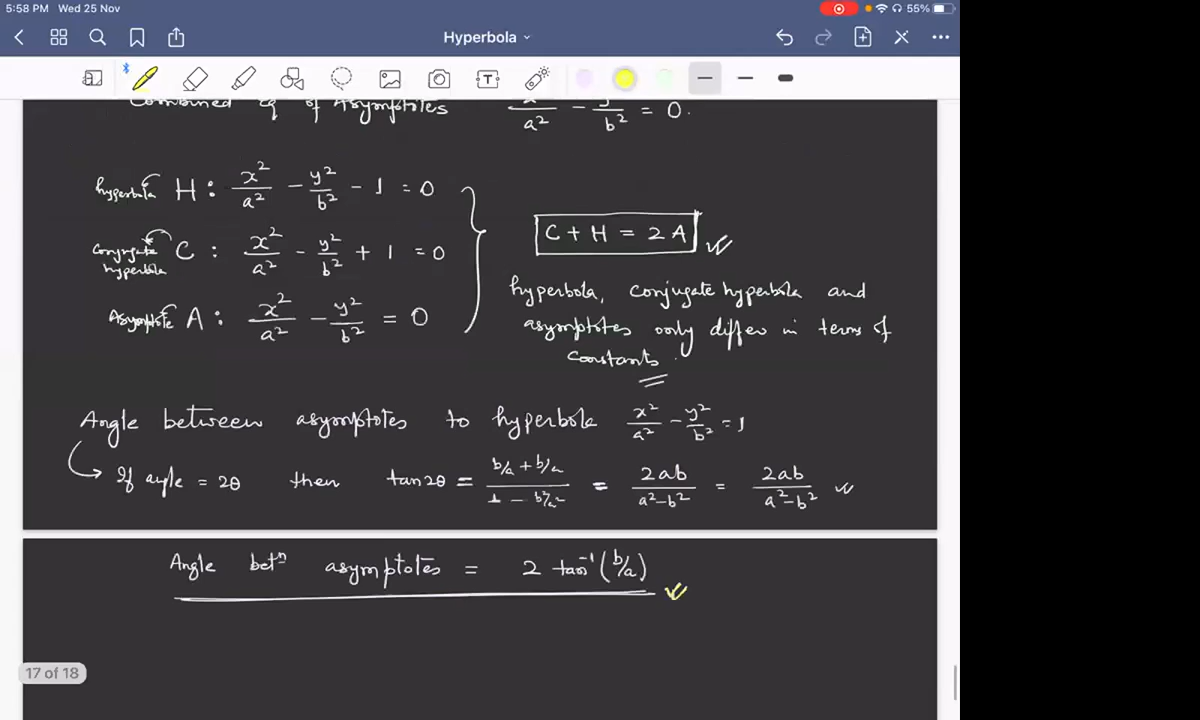 5:58 PM Wed 25 Nov
55%
Hyperbola
Combined Eq of Asymptotes x²/a² - y²/b² = 0.
hyperbola H : x²/a² - y²/b² - 1 = 0
Conjugate hyperbola C : x²/a² - y²/b² + 1 = 0
Asymptote A : x²/a² - y²/b² = 0
C + H = 2 A
hyperbola, conjugate hyperbola and
asymptotes only differ in terms of
constants.
Angle between asymptotes to hyperbola x²/a² - y²/b² = 1
If angle = 2θ then tan2θ = (b/a + b/a)/(1 - b²/a²) = 2ab/(a²-b²) = 2ab/(a²-b²)
Angle betⁿ asymptotes = 2 tan⁻¹(b/a)
17 of 18